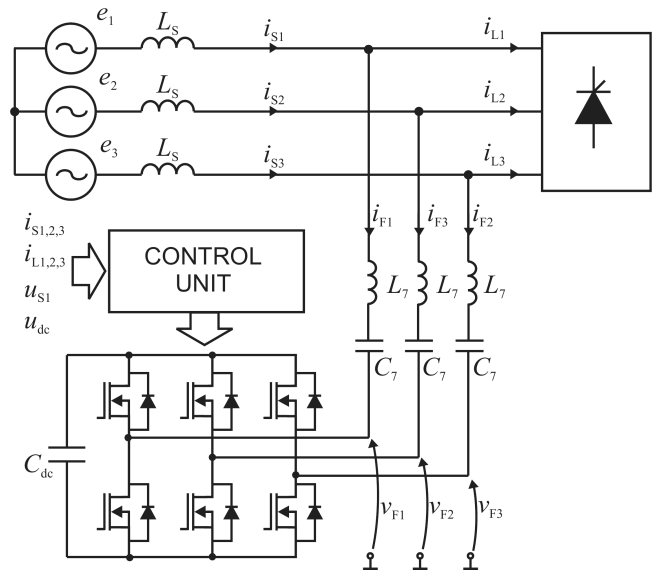 e1
LS
iS1
iL1
e2
LS
iS2
iL2
e3
LS
iS3
iL3
iF1
iF3
iF2
iS1,2,3
iL1,2,3
uS1
udc
CONTROL
UNIT
L7
L7
L7
C7
C7
C7
Cdc
vF1
vF2
vF3